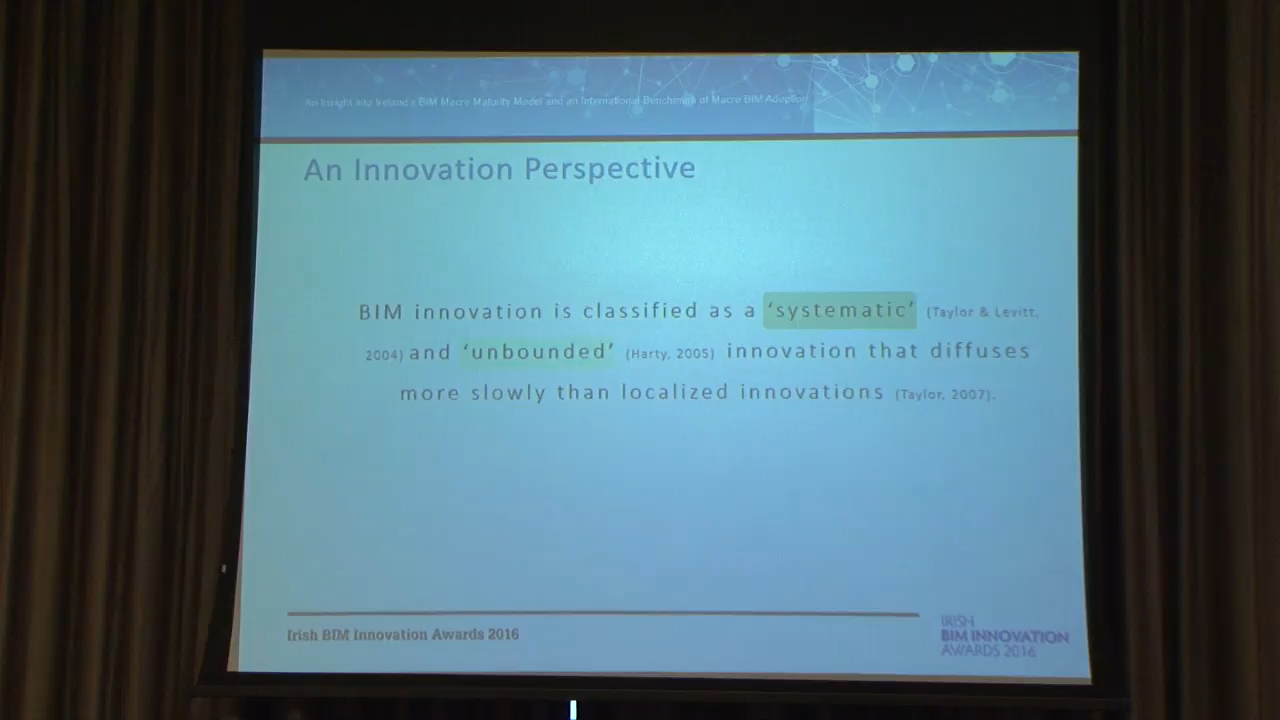 An Insight into Ireland's BIM Macro Maturity Model and an International Benchmark of Macro BIM Adoption
An Innovation Perspective
BIM innovation is classified as a ‘systematic’ (Taylor & Levitt,
2004) and ‘unbounded’ (Harty, 2005) innovation that diffuses
more slowly than localized innovations (Taylor, 2007).
Irish BIM Innovation Awards 2016
IRISH
BIM INNOVATION
AWARDS 2016